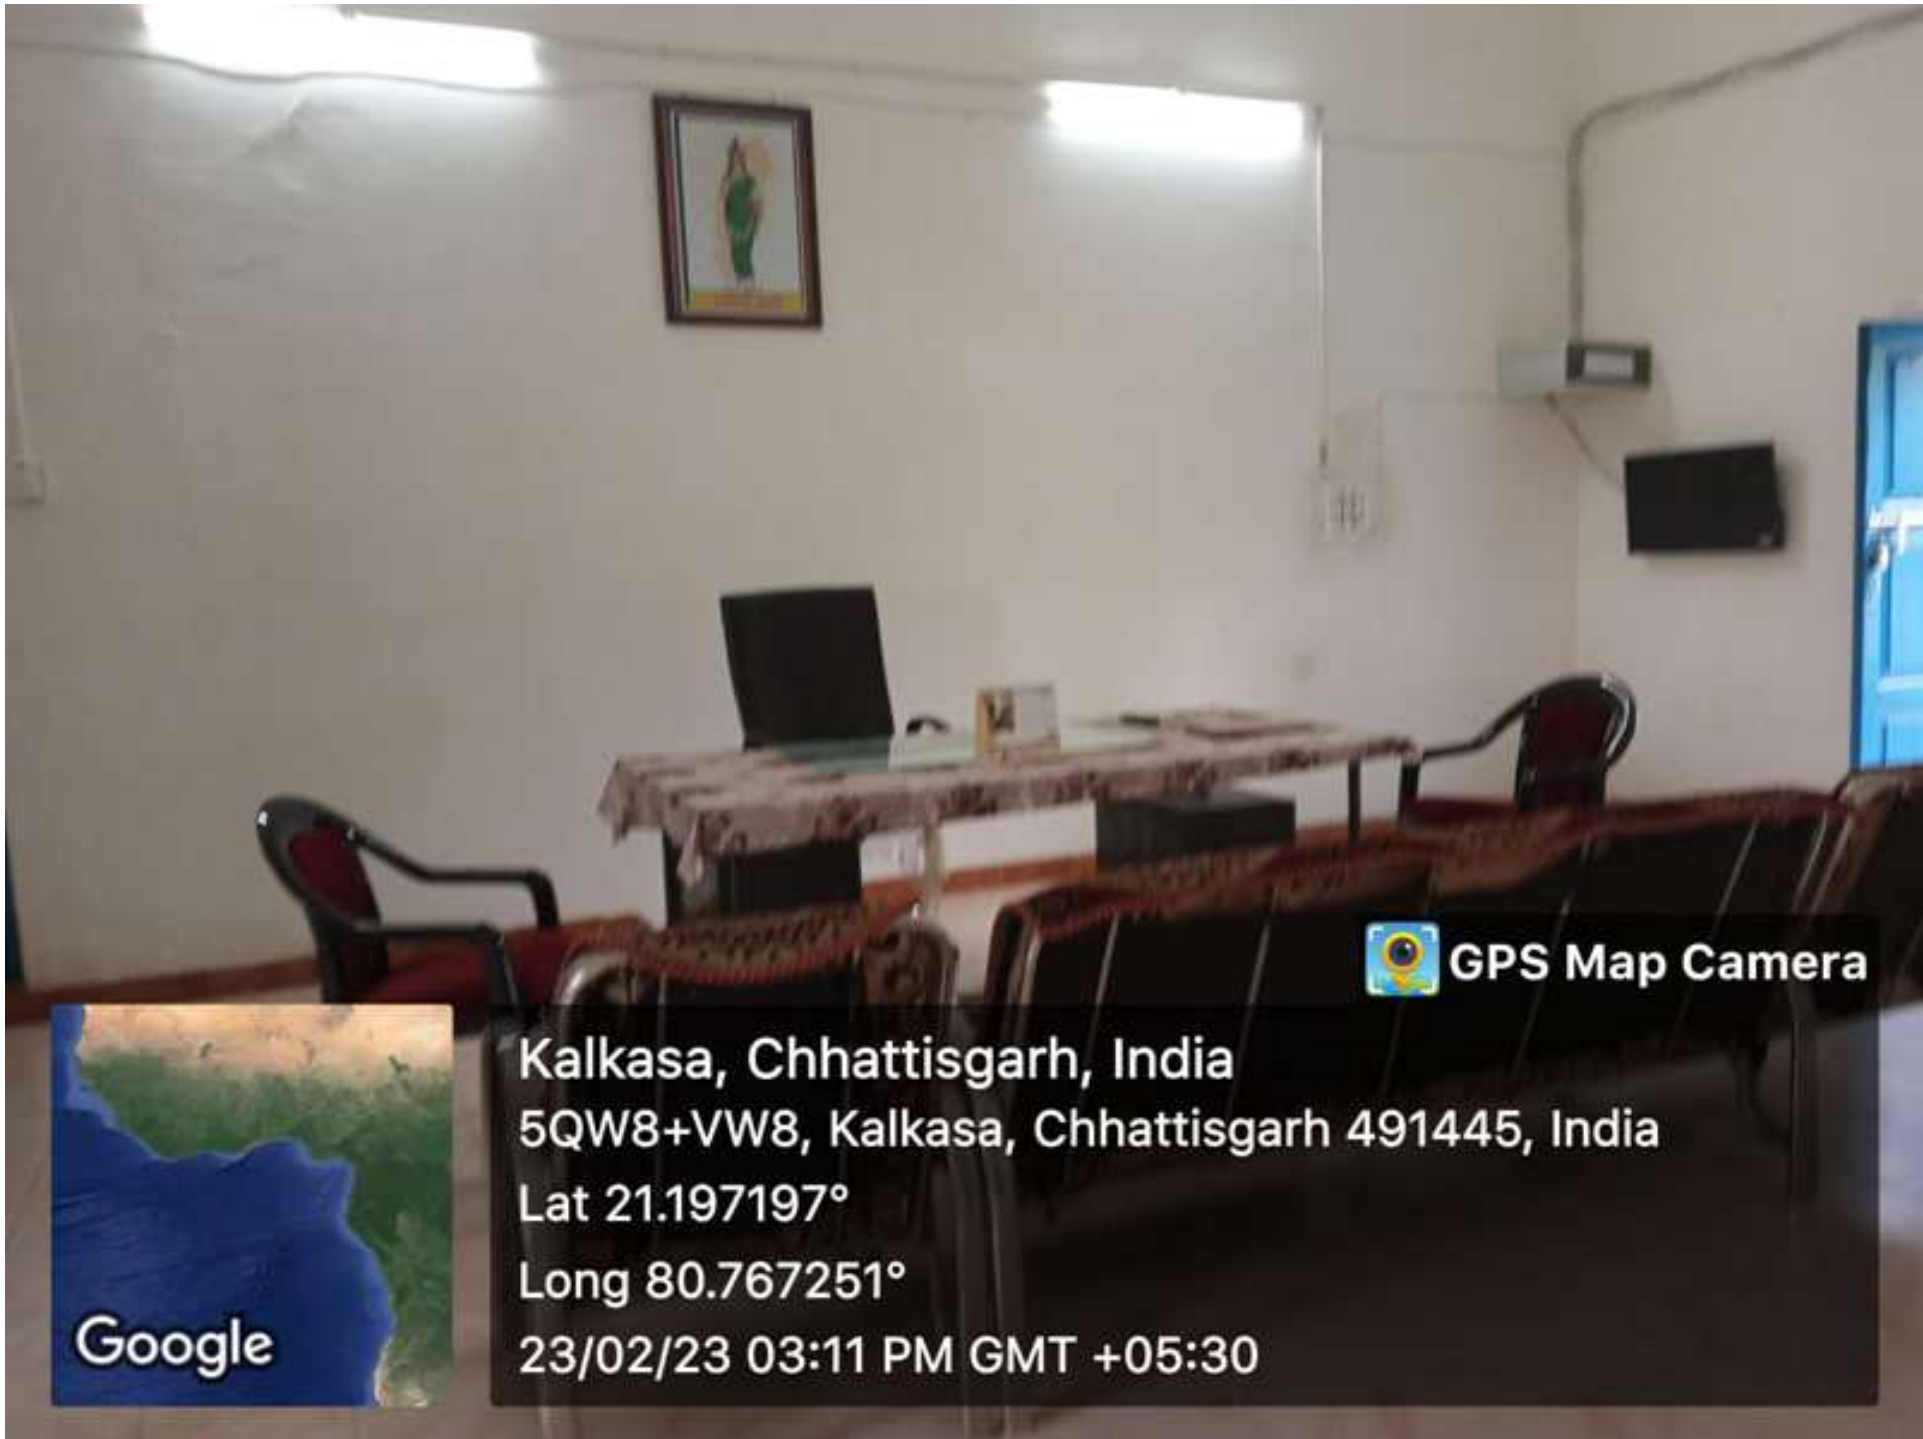 GPS Map Camera
Kalkasa, Chhattisgarh, India
5QW8+VW8, Kalkasa, Chhattisgarh 491445, India
Lat 21.197197°
Long 80.767251°
23/02/23 03:11 PM GMT +05:30
Google